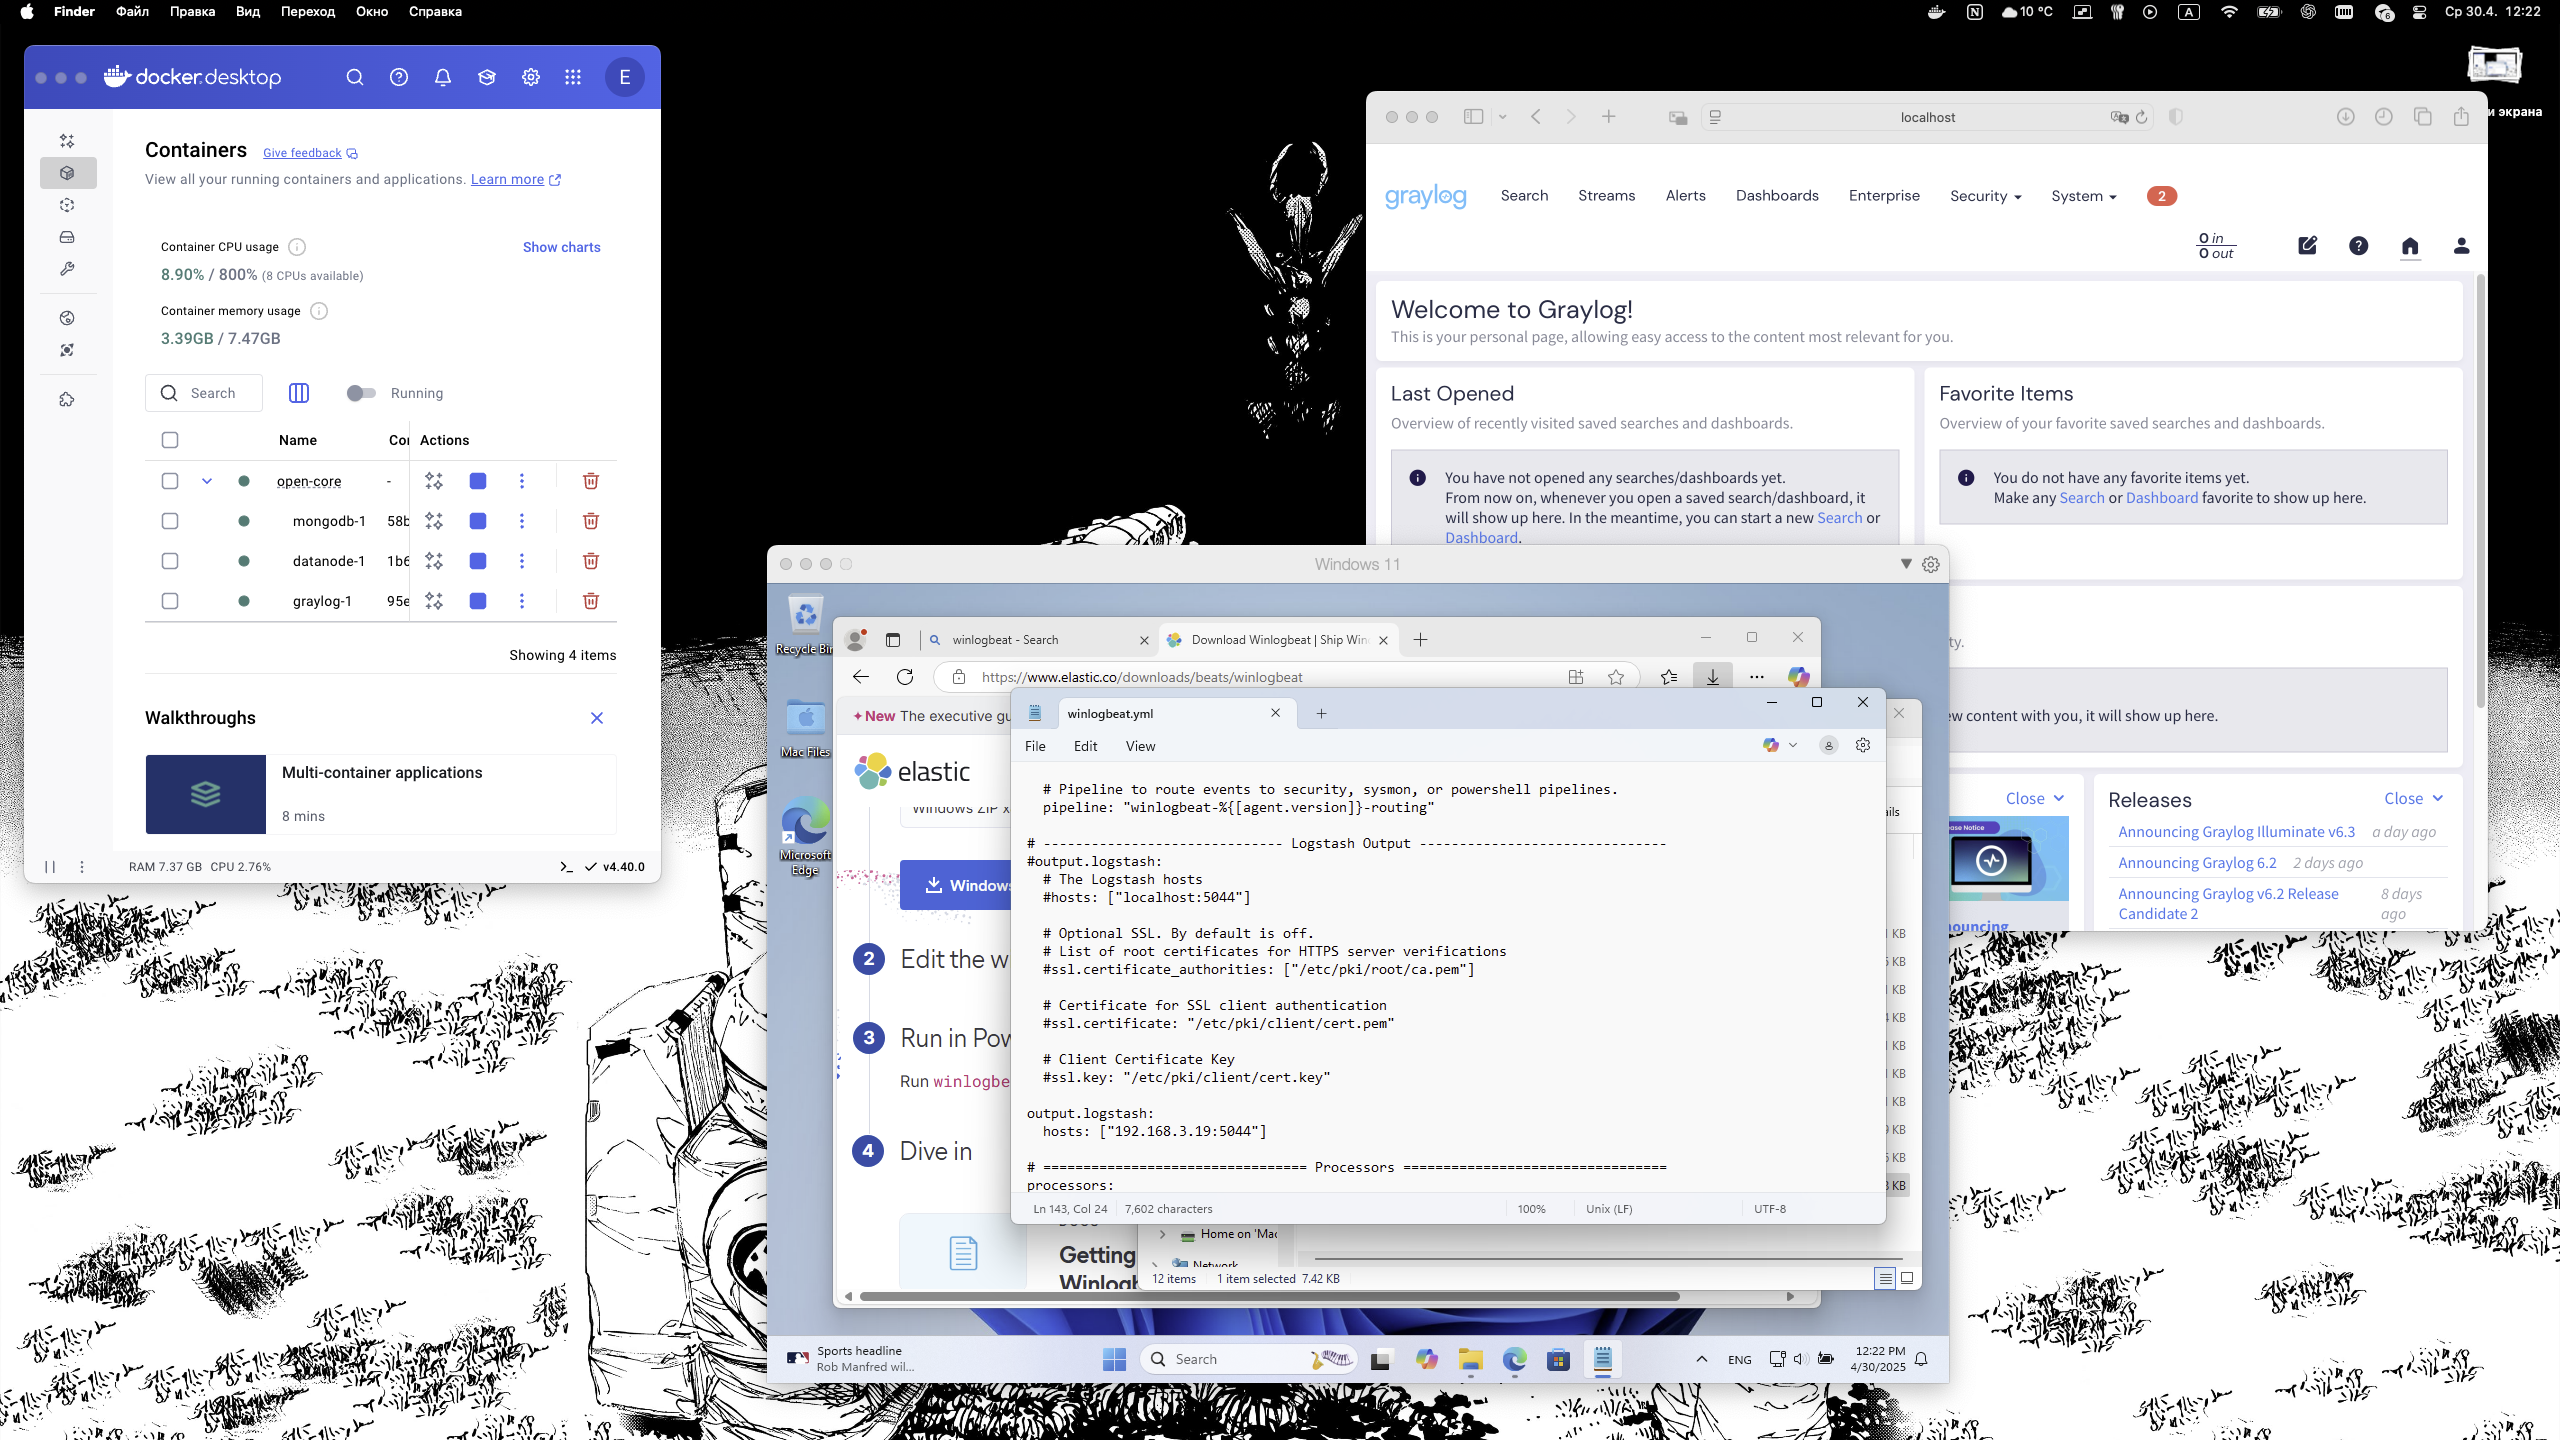 Finder Файл Правка Вид Переход Окно Справка
10 °C A 6 Ср 30.4. 12:22
docker.desktop
E
Containers Give feedback
View all your running containers and applications. Learn more
Container CPU usage
Show charts
8.90% / 800% (8 CPUs available)
Container memory usage
3.39GB / 7.47GB
Search
Running
Name Actions
open-core -
mongodb-1 58b
datanode-1 1b6
graylog-1 95e
Showing 4 items
Walkthroughs
Multi-container applications
8 mins
RAM 7.37 GB CPU 2.76%
v4.40.0
и экрана
localhost
graylog Search Streams Alerts Dashboards Enterprise Security System 2
0 in
0 out
Welcome to Graylog!
This is your personal page, allowing easy access to the content most relevant for you.
Last Opened
Overview of recently visited saved searches and dashboards.
You have not opened any searches/dashboards yet.
From now on, whenever you open a saved search/dashboard, it
will show up here. In the meantime, you can start a new Search or
Dashboard.
Favorite Items
Overview of your favorite saved searches and dashboards.
You do not have any favorite items yet.
Make any Search or Dashboard favorite to show up here.
ty.
ew content with you, it will show up here.
Close
Releases Close
Announcing Graylog Illuminate v6.3 a day ago
Announcing Graylog 6.2 2 days ago
Announcing Graylog v6.2 Release
Candidate 2
8 days
ago
Windows 11
Recycle Bin
Mac Files
Microsoft
Edge
winlogbeat - Search
Download Winlogbeat | Ship Win
https://www.elastic.co/downloads/beats/winlogbeat
New The executive gu
elastic
Windows ZIP x
Windows
2 Edit the w
3 Run in Pow
Run winlogbe
4 Dive in
Getting
Winlogb
winlogbeat.yml
File Edit View
# Pipeline to route events to security, sysmon, or powershell pipelines.
pipeline: "winlogbeat-%{[agent.version]}-routing"
# ------------------------------ Logstash Output -------------------------------
#output.logstash:
# The Logstash hosts
#hosts: ["localhost:5044"]
# Optional SSL. By default is off.
# List of root certificates for HTTPS server verifications
#ssl.certificate_authorities: ["/etc/pki/root/ca.pem"]
# Certificate for SSL client authentication
#ssl.certificate: "/etc/pki/client/cert.pem"
# Client Certificate Key
#ssl.key: "/etc/pki/client/cert.key"
output.logstash:
hosts: ["192.168.3.19:5044"]
# ================================= Processors =================================
processors:
Ln 143, Col 24 7,602 characters 100% Unix (LF) UTF-8
ails
KB
KB
KB
KB
KB
KB
KB
KB
KB
KB
Home on 'Mac
Network
12 items 1 item selected 7.42 KB
Sports headline
Rob Manfred wil...
Search
ENG
12:22 PM
4/30/2025